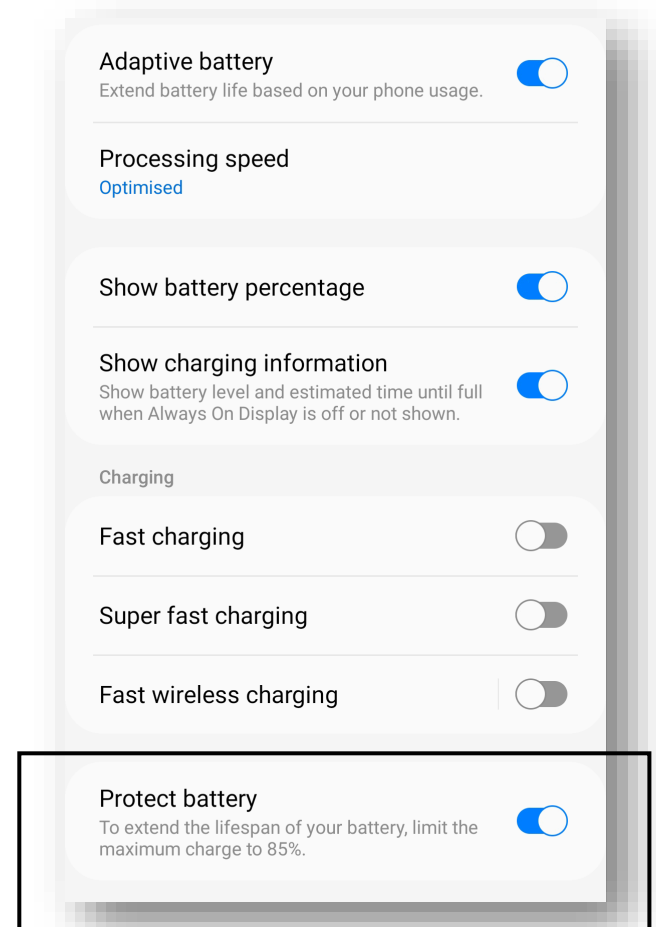 Adaptive battery
Extend battery life based on your phone usage.
Processing speed
Optimised
Show battery percentage
Show charging information
Show battery level and estimated time until full
when Always On Display is off or not shown.
Charging
Fast charging
Super fast charging
Fast wireless charging
Protect battery
To extend the lifespan of your battery, limit the
maximum charge to 85%.